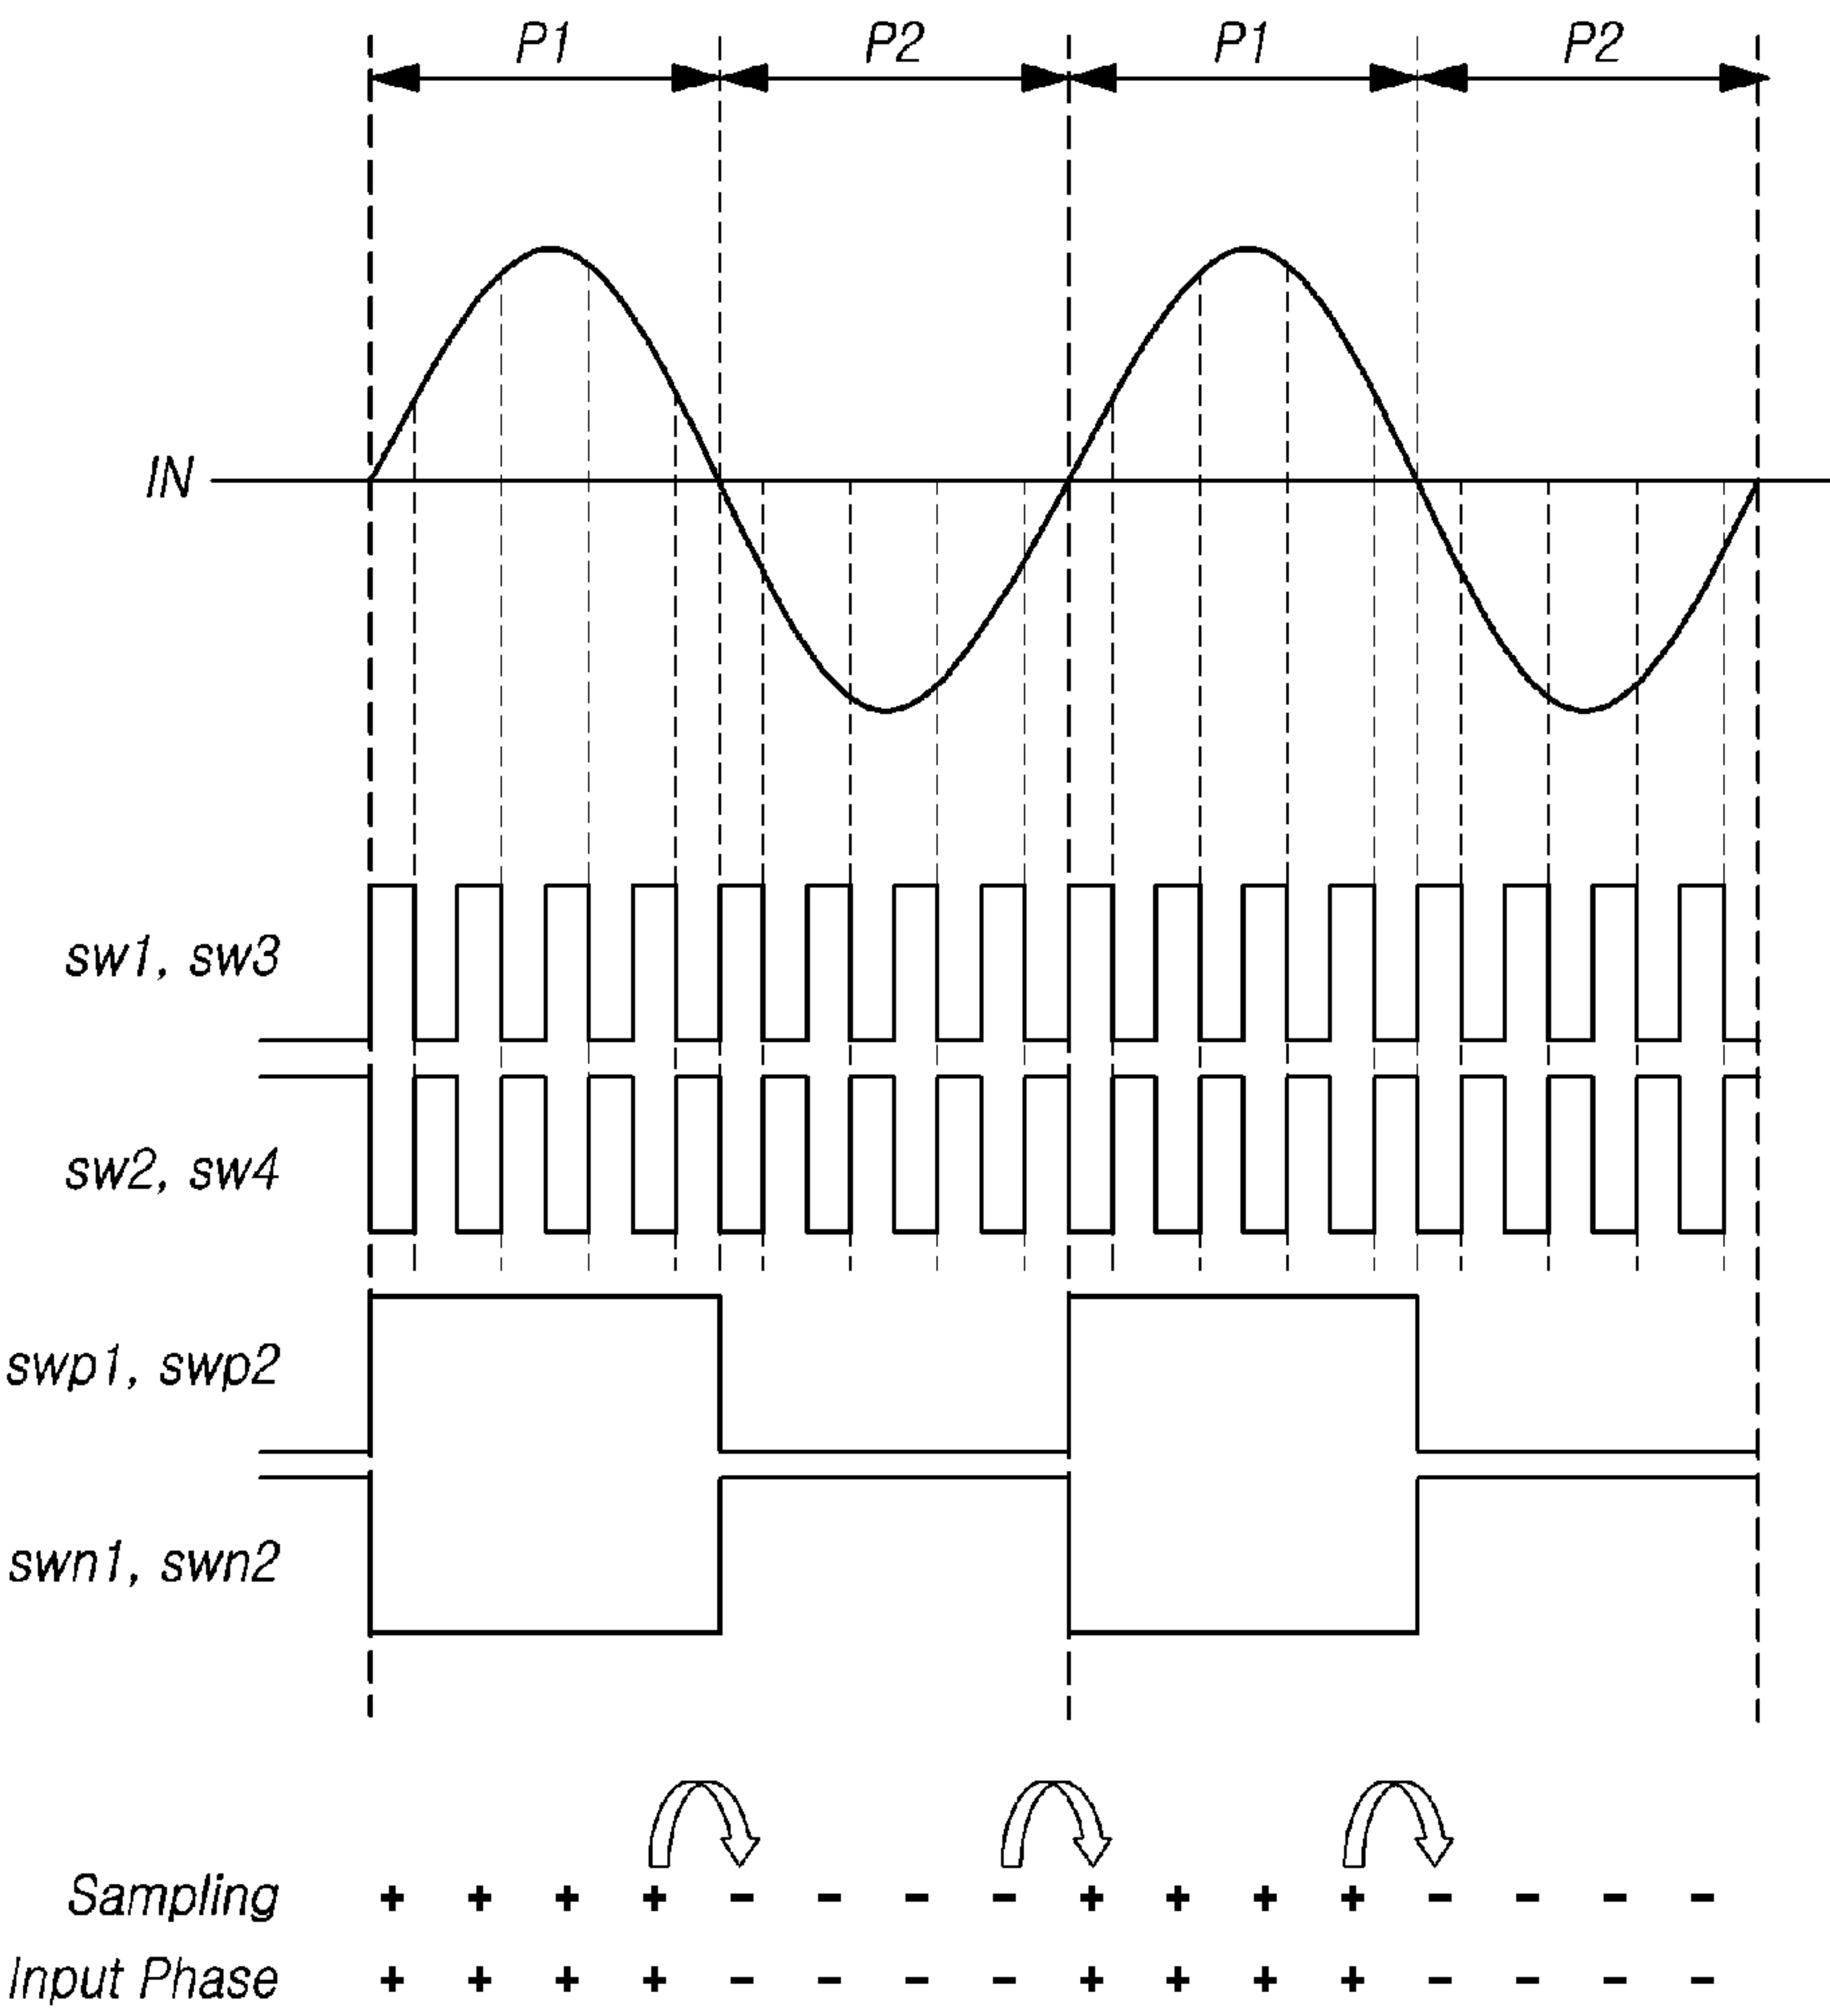 P1 P2 P1 P2
IN
sw1, sw3
sw2, sw4
swp1, swp2
swn1, swn2
Sampling + + + + - - - - + + + + - - - -
Input Phase + + + + - - - - + + + + - - - -